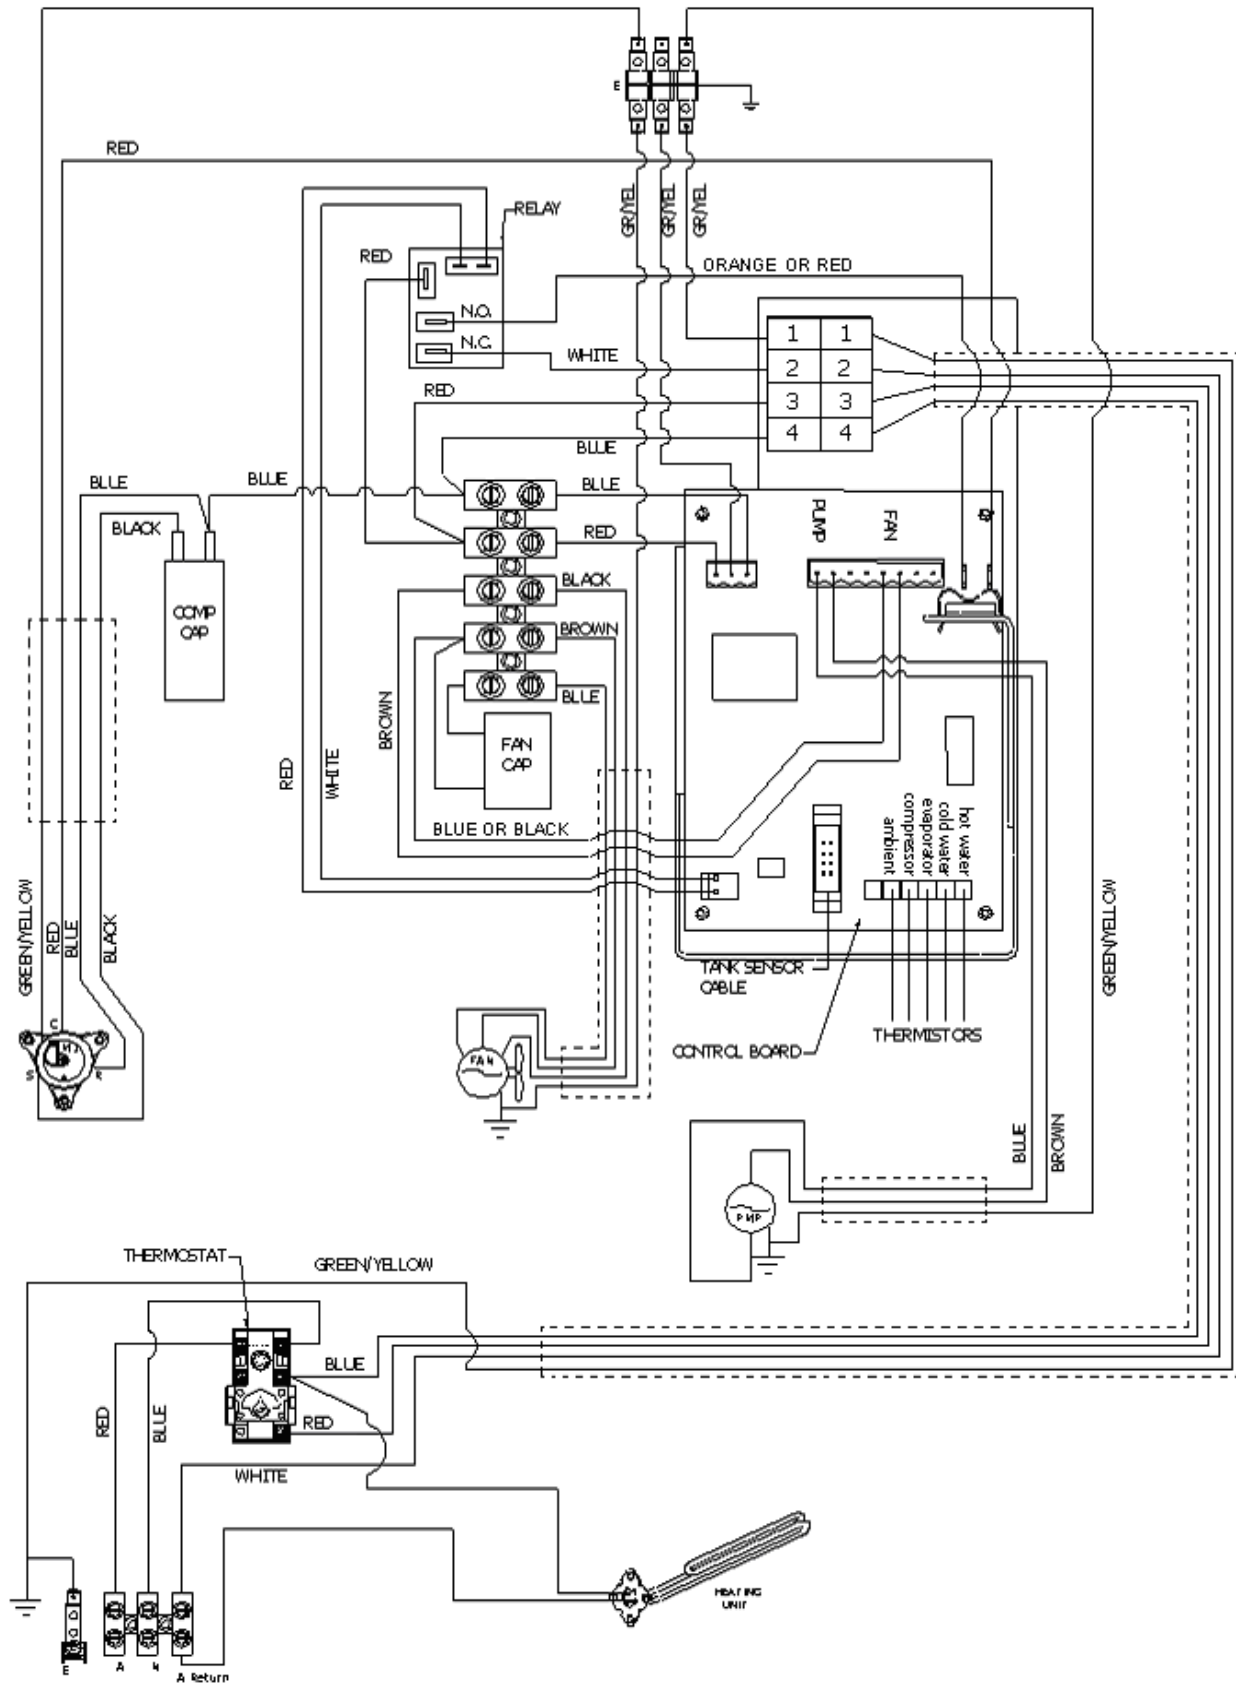 E
RED
GR/YEL
GR/YEL
GR/YEL
RELAY
RED
ORANGE OR RED
N.O.
N.C.
WHITE
1 1
2 2
3 3
4 4
RED
BLUE
BLUE
BLUE
BLUE
BLACK
RED
PUMP
FAN
COMP
CAP
BLACK
BROWN
BLUE
BROWN
FAN
CAP
RED
WHITE
BLUE OR BLACK
hot water
cold water
evaporator
compressor
ambient
GREEN/YELLOW
RED
BLUE
BLACK
GREEN/YELLOW
TANK SENSOR
CABLE
THERMISTORS
CONTROL BOARD
C
S
R
FAN
BLUE
BROWN
PMP
THERMOSTAT
GREEN/YELLOW
BLUE
RED
RED
BLUE
WHITE
HEATING
UNIT
E
A
N
A Return